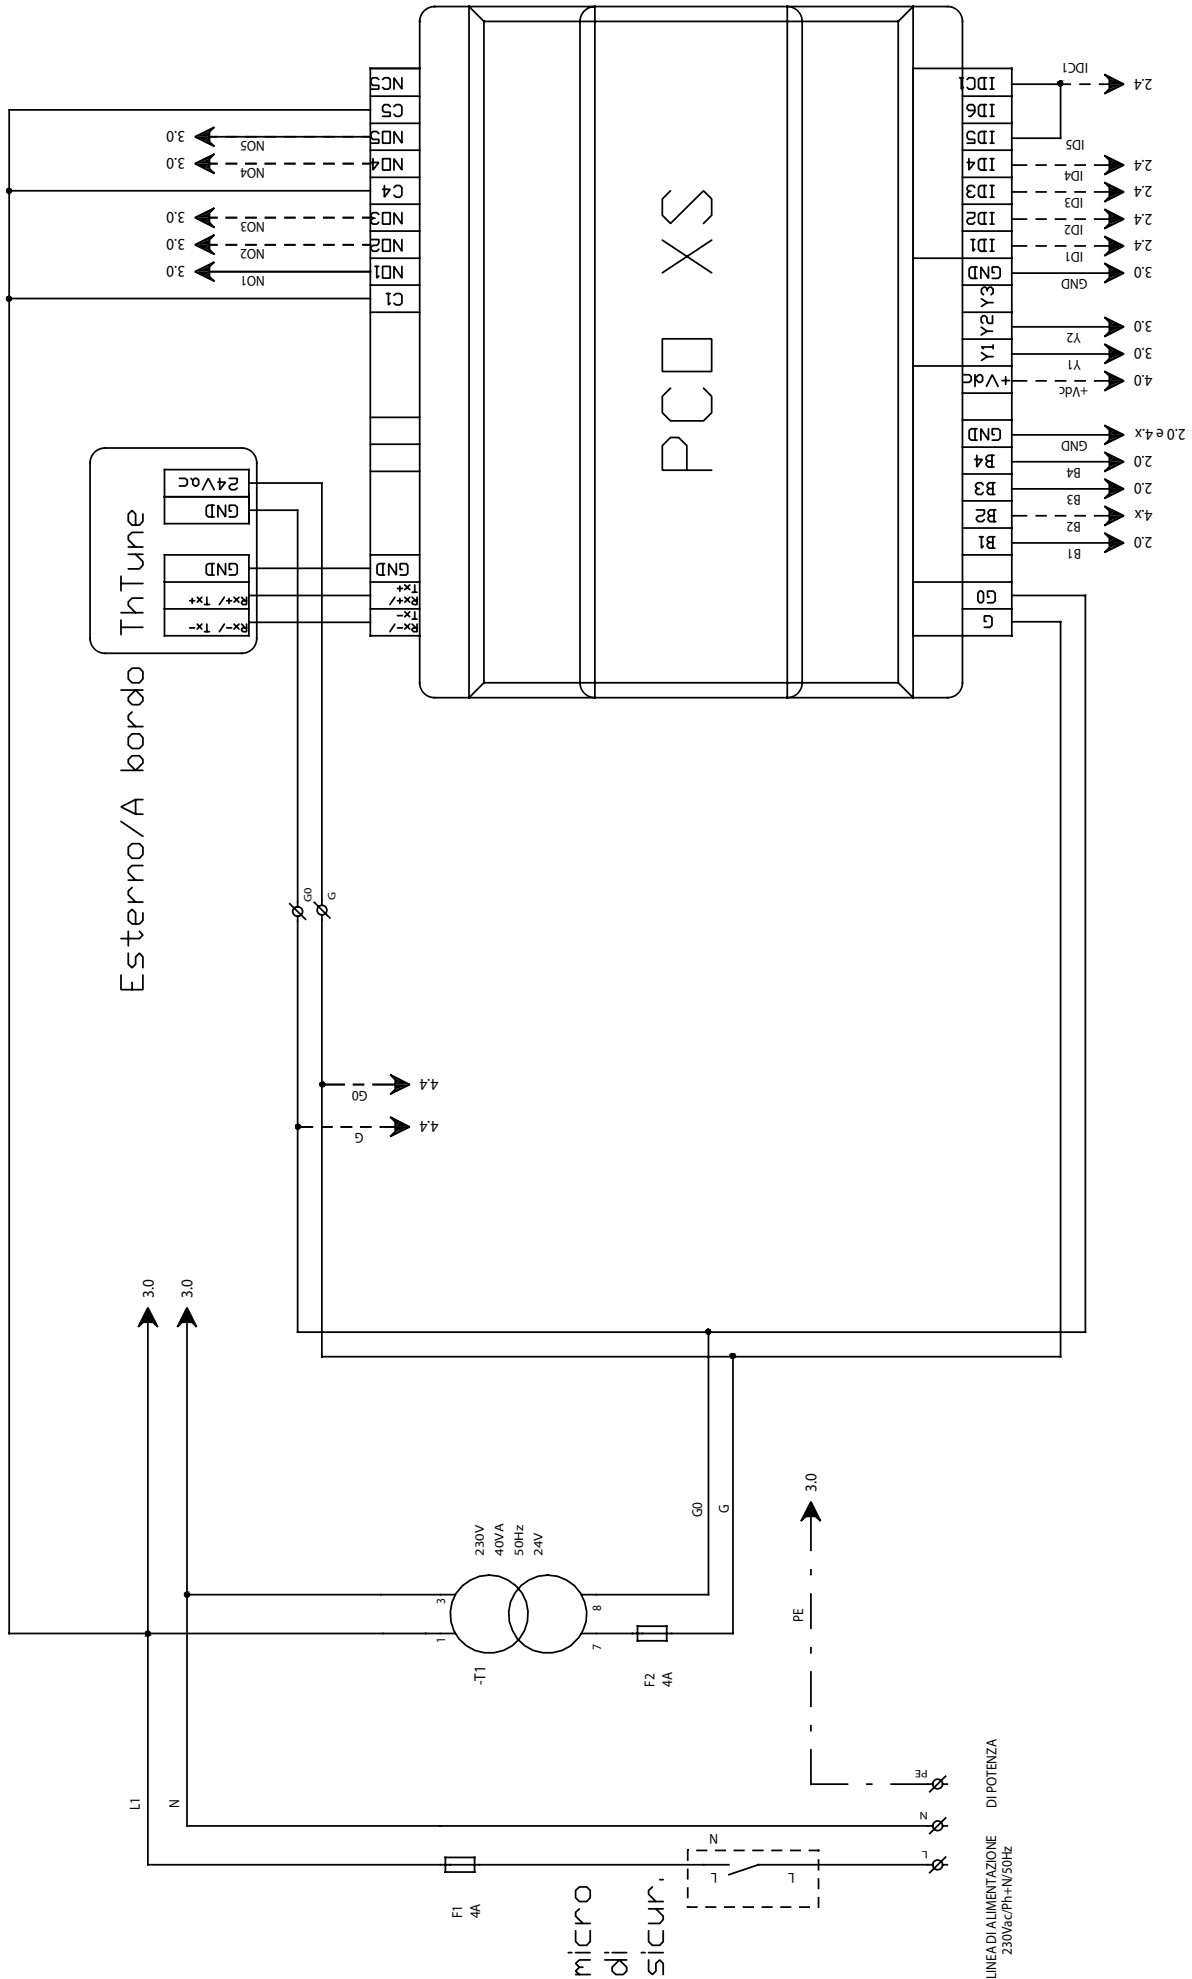 NC5
C5
NO5
NO4
C4
NO3
NO2
NO1
C1
3.0
NO5
3.0
NO4
3.0
NO3
3.0
NO2
3.0
NO1
GND
Rx+/ Tx+
Rx-/ Tx-
24Vac
GND
GND
Rx+/ Tx+
Rx-/ Tx-
Esterno/A bordo ThTune
PCO XS
IDC1
ID6
ID5
ID4
ID3
ID2
ID1
GND
Y3
Y2
Y1
+Vdc
GND
B4
B3
B2
B1
G0
G
IDC1
2.4
ID5
ID4
2.4
ID3
2.4
ID2
2.4
ID1
2.4
GND
3.0
Y2
3.0
Y1
3.0
+Vdc
4.0
GND
2.0 e 4.x
B4
2.0
B3
2.0
B2
4.x
B1
2.0
G0
G
G0
4.4
G
4.4
3.0
3.0
230V
40VA
50Hz
24V
3
1
8
7
-T1
F2
4A
G0
G
3.0
PE
L1
N
F1
4A
micro
di
sicur.
N
L
L
PE
N
L
LINEA DI ALIMENTAZIONE DI POTENZA
230Vac/Ph+N/50Hz